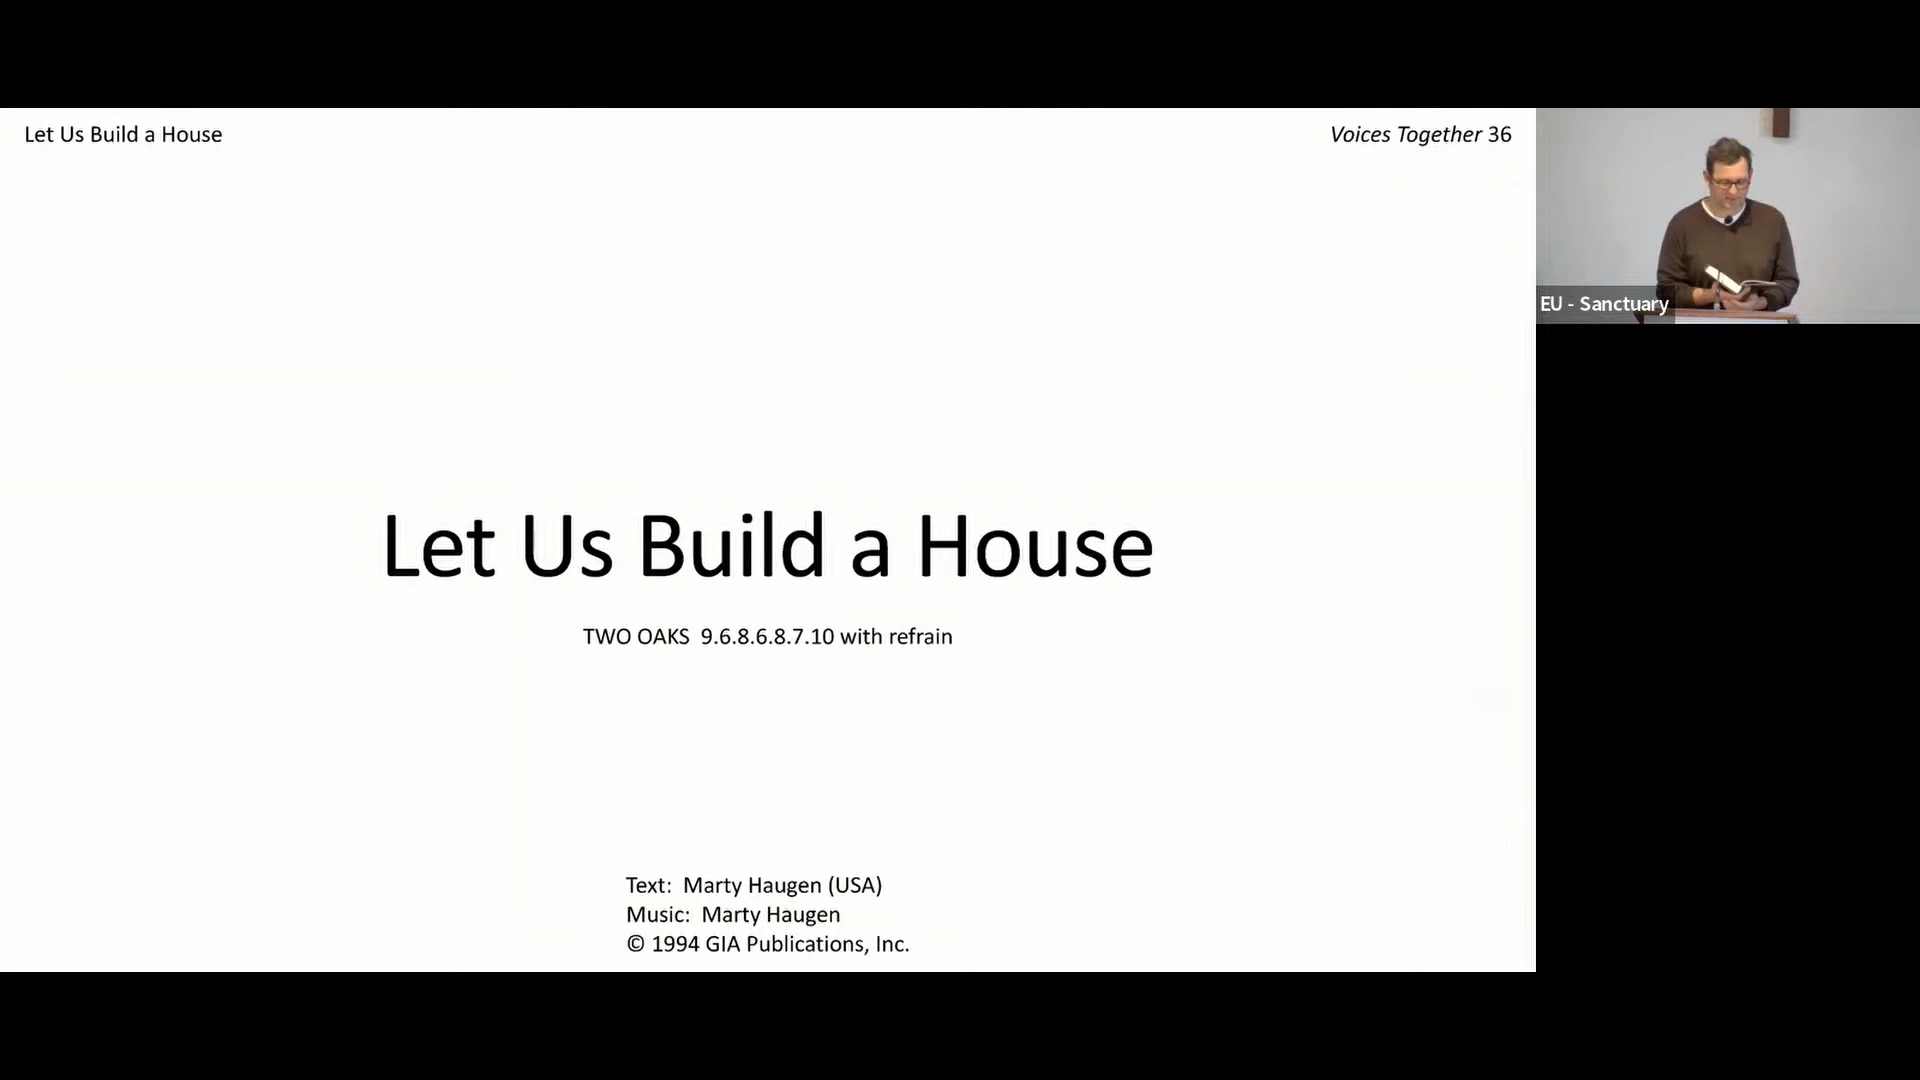 Let Us Build a House
Voices Together 36
EU - Sanctuary
Let Us Build a House
TWO OAKS 9.6.8.6.8.7.10 with refrain
Text: Marty Haugen (USA)
Music: Marty Haugen
© 1994 GIA Publications, Inc.